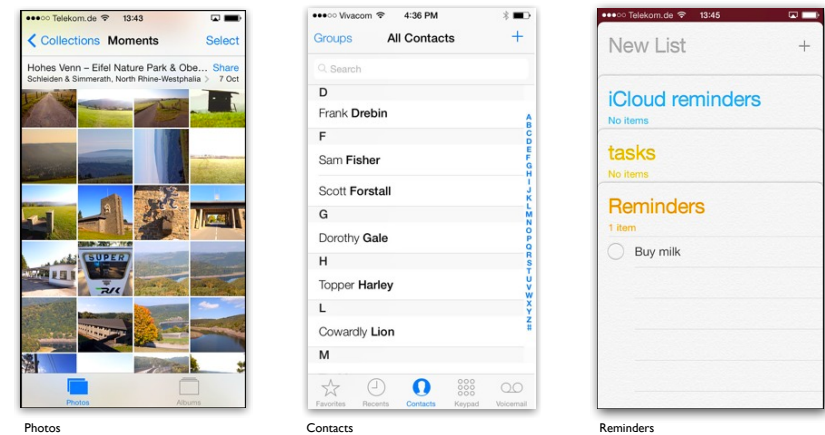 ●●●○○ Telekom.de 13:43
Collections Moments Select
Hohes Venn – Eifel Nature Park & Obe... Share
Schleiden & Simmerath, North Rhine-Westphalia > 7 Oct
SUPER
Photos Albums
Photos
●●●○○ Vivacom 4:36 PM
Groups All Contacts +
Search
D
Frank Drebin
F
Sam Fisher
Scott Forstall
G
Dorothy Gale
H
Topper Harley
L
Cowardly Lion
M
A
B
C
D
E
F
G
H
I
J
K
L
M
N
O
P
Q
R
S
T
U
V
W
X
Y
Z
#
Favorites Recents Contacts Keypad Voicemail
Contacts
●●●○○ Telekom.de 13:45
New List +
iCloud reminders
No items
tasks
No items
Reminders
1 item
Buy milk
Reminders